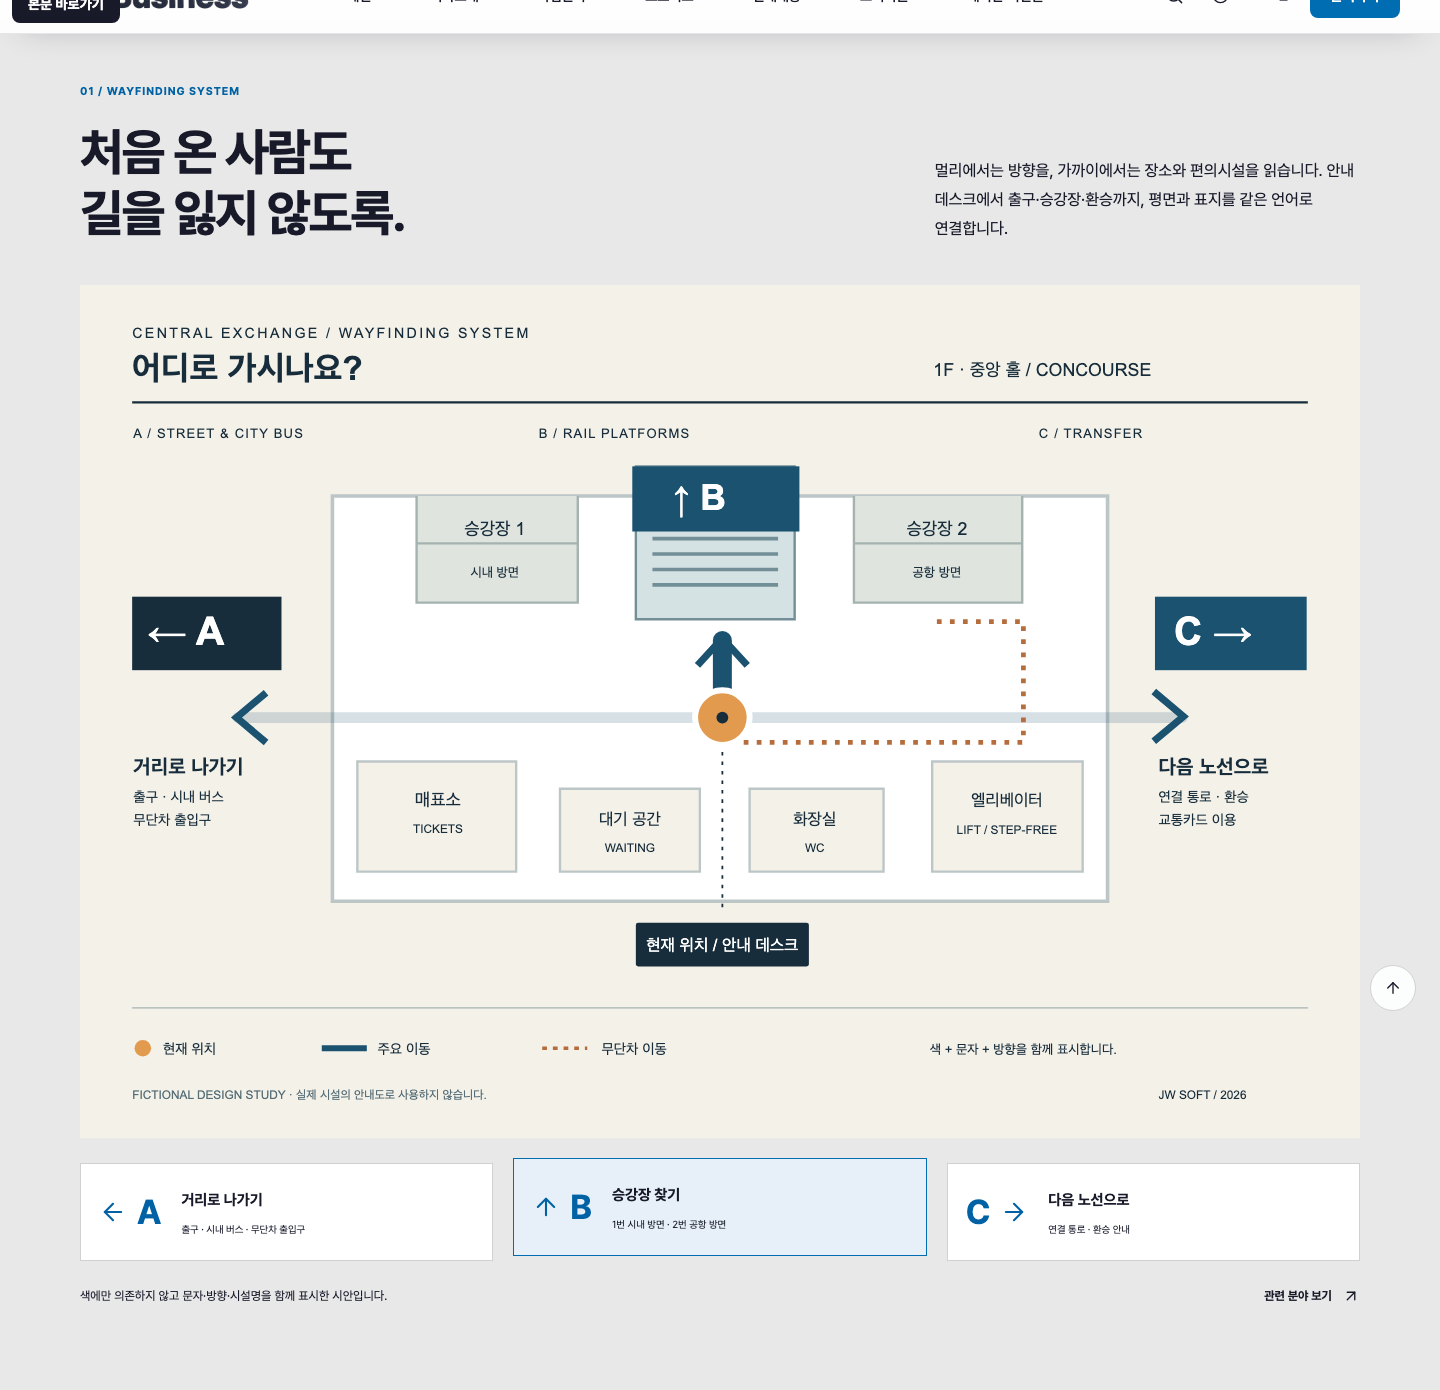 본문 바로가기
Business
01 / WAYFINDING SYSTEM
처음 온 사람도
길을 잃지 않도록.
멀리에서는 방향을, 가까이에서는 장소와 편의시설을 읽습니다. 안내
데스크에서 출구·승강장·환승까지, 평면과 표지를 같은 언어로
연결합니다.
CENTRAL EXCHANGE / WAYFINDING SYSTEM
어디로 가시나요?
1F · 중앙 홀 / CONCOURSE
A / STREET & CITY BUS
B / RAIL PLATFORMS
C / TRANSFER
↑ B
승강장 1
시내 방면
승강장 2
공항 방면
← A
C →
거리로 나가기
출구 · 시내 버스
무단차 출입구
다음 노선으로
연결 통로 · 환승
교통카드 이용
매표소
TICKETS
대기 공간
WAITING
화장실
WC
엘리베이터
LIFT / STEP-FREE
현재 위치 / 안내 데스크
현재 위치
주요 이동
무단차 이동
색 + 문자 + 방향을 함께 표시합니다.
FICTIONAL DESIGN STUDY · 실제 시설의 안내도로 사용하지 않습니다.
JW SOFT / 2026
← A
거리로 나가기
출구 · 시내 버스 · 무단차 출입구
↑ B
승강장 찾기
1번 시내 방면 · 2번 공항 방면
C →
다음 노선으로
연결 통로 · 환승 안내
색에만 의존하지 않고 문자·방향·시설명을 함께 표시한 시안입니다.
관련 분야 보기